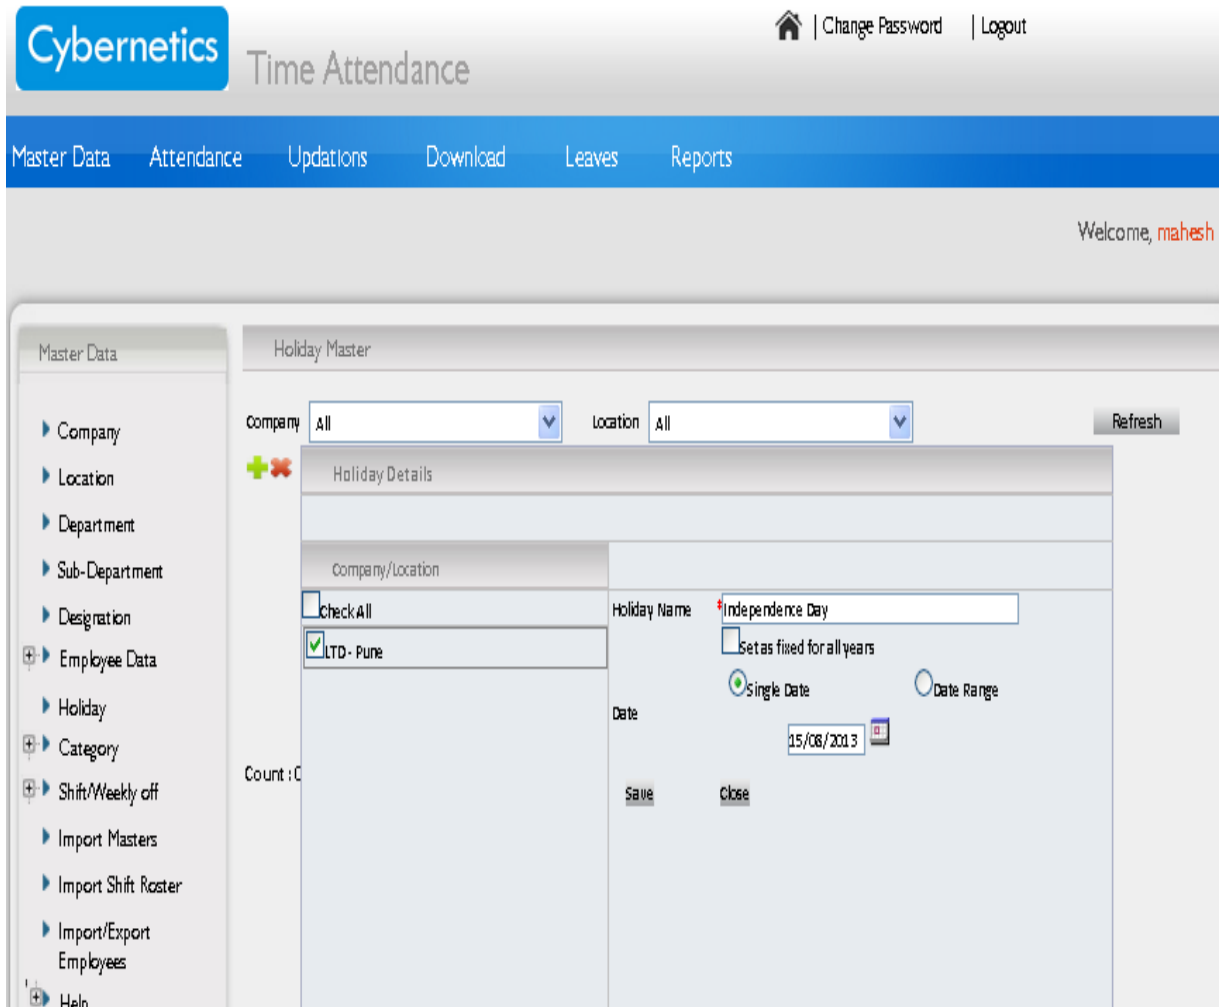 Cybernetics
Time Attendance
| Change Password | Logout
Master Data Attendance Updations Download Leaves Reports
Welcome, mahesh
Master Data
Company
Location
Department
Sub-Department
Designation
Employee Data
Holiday
Category
Shift/Weekly off
Import Masters
Import Shift Roster
Import/Export
Employees
Help
Holiday Master
Company All Location All Refresh
Holiday Details
Company/Location
Check All
LTD - Pune
Holiday Name *Independence Day
Set as fixed for all years
Single Date Date Range
Date
15/08/2013
Save Close
Count :